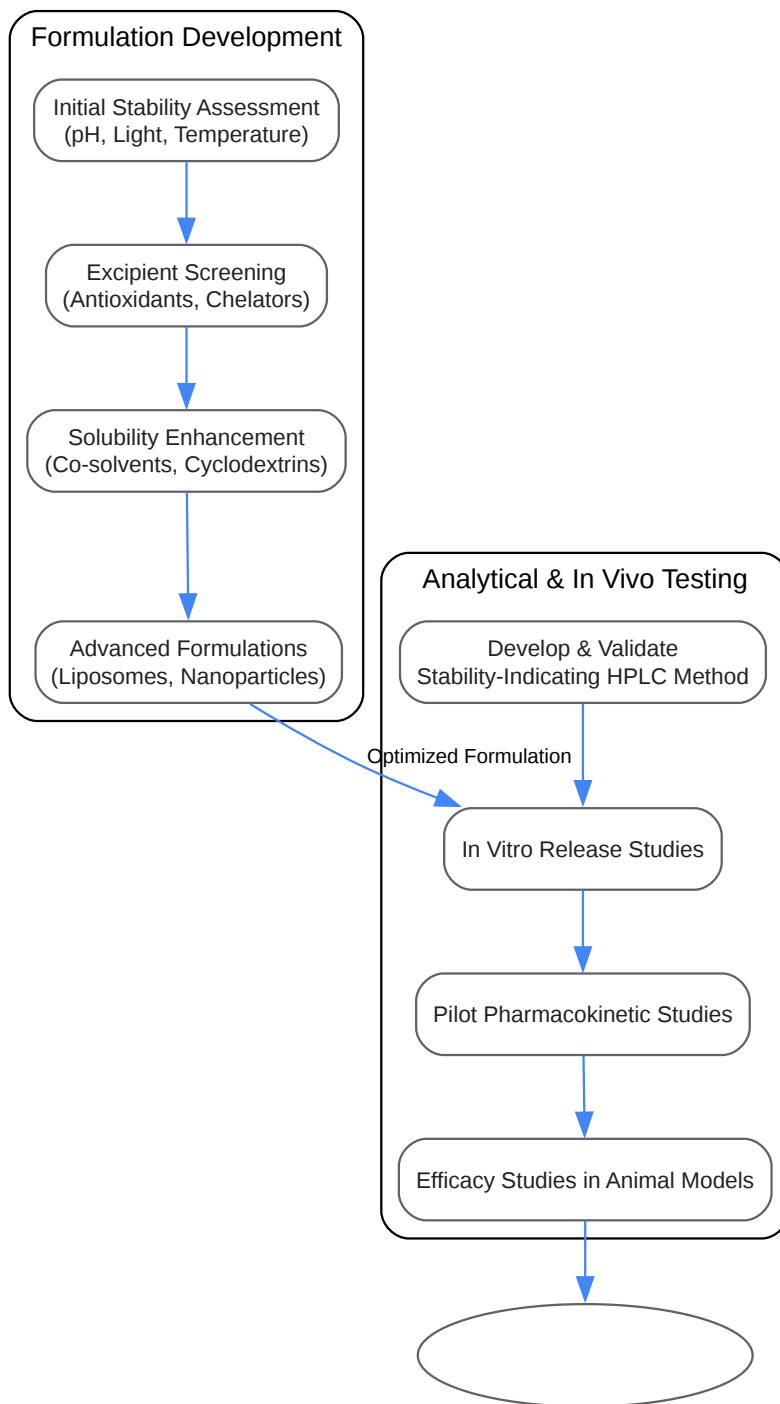 Formulation Development
Initial Stability Assessment
(pH, Light, Temperature)
Excipient Screening
(Antioxidants, Chelators)
Solubility Enhancement
(Co-solvents, Cyclodextrins)
Advanced Formulations
(Liposomes, Nanoparticles)
Optimized Formulation
Analytical & In Vivo Testing
Develop & Validate
Stability-Indicating HPLC Method
In Vitro Release Studies
Pilot Pharmacokinetic Studies
Efficacy Studies in Animal Models